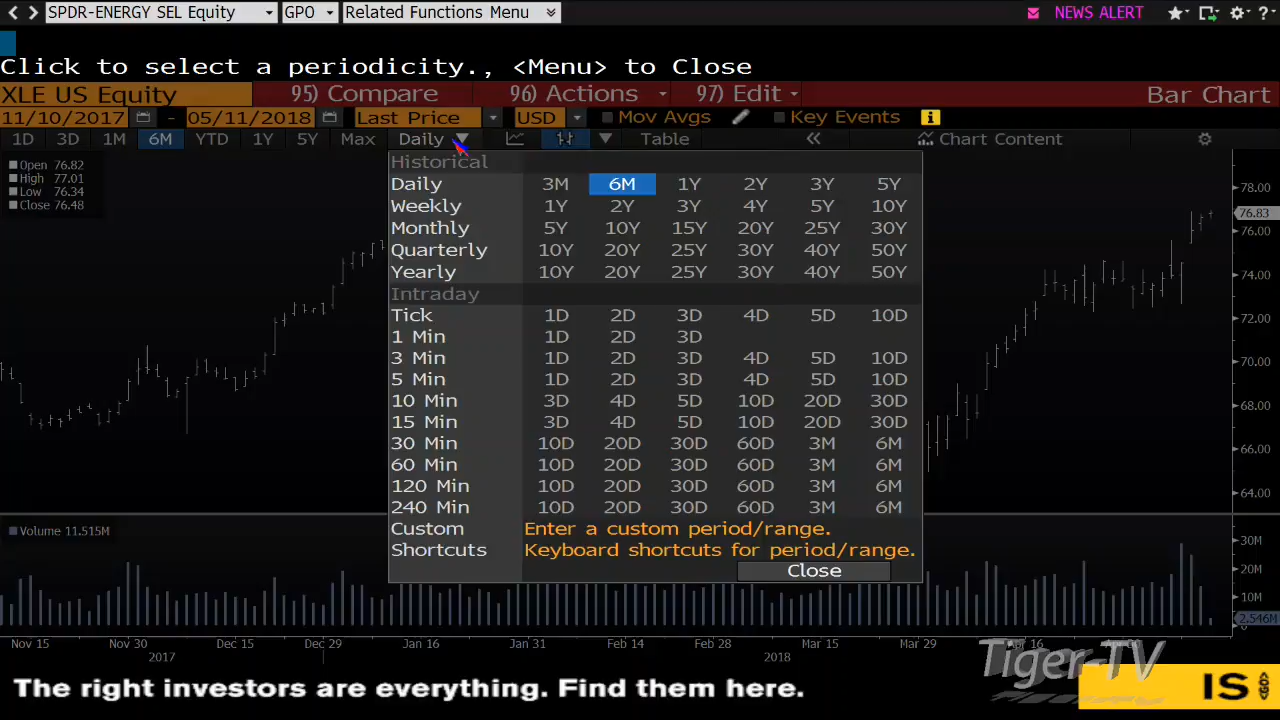 SPDR-ENERGY SEL Equity GPO Related Functions Menu NEWS ALERT ?
Click to select a periodicity., <Menu> to Close
XLE US Equity 95) Compare 96) Actions 97) Edit Bar Chart
11/10/2017 - 05/11/2018 Last Price USD Mov Avgs Key Events
1D 3D 1M 6M YTD 1Y 5Y Max Daily Table « Chart Content
Open 76.82
High 77.01
Low 76.34
Close 76.48
Historical
Daily 3M 6M 1Y 2Y 3Y 5Y
Weekly 1Y 2Y 3Y 4Y 5Y 10Y
Monthly 5Y 10Y 15Y 20Y 25Y 30Y
Quarterly 10Y 20Y 25Y 30Y 40Y 50Y
Yearly 10Y 20Y 25Y 30Y 40Y 50Y
Intraday
Tick 1D 2D 3D 4D 5D 10D
1 Min 1D 2D 3D
3 Min 1D 2D 3D 4D 5D 10D
5 Min 1D 2D 3D 4D 5D 10D
10 Min 3D 4D 5D 10D 20D 30D
15 Min 3D 4D 5D 10D 20D 30D
30 Min 10D 20D 30D 60D 3M 6M
60 Min 10D 20D 30D 60D 3M 6M
120 Min 10D 20D 30D 60D 3M 6M
240 Min 10D 20D 30D 60D 3M 6M
Custom Enter a custom period/range.
Shortcuts Keyboard shortcuts for period/range.
Close
78.00
76.83
76.00
74.00
72.00
70.00
68.00
66.00
64.00
Volume 11.515M
30M
20M
10M
2.546M
0
Nov 15 Nov 30 Dec 15 Dec 29 Jan 16 Jan 31 Feb 14 Feb 28 Mar 15 Mar 29 Apr 16
2017 2018
Tiger-TV
The right investors are everything. Find them here. IS